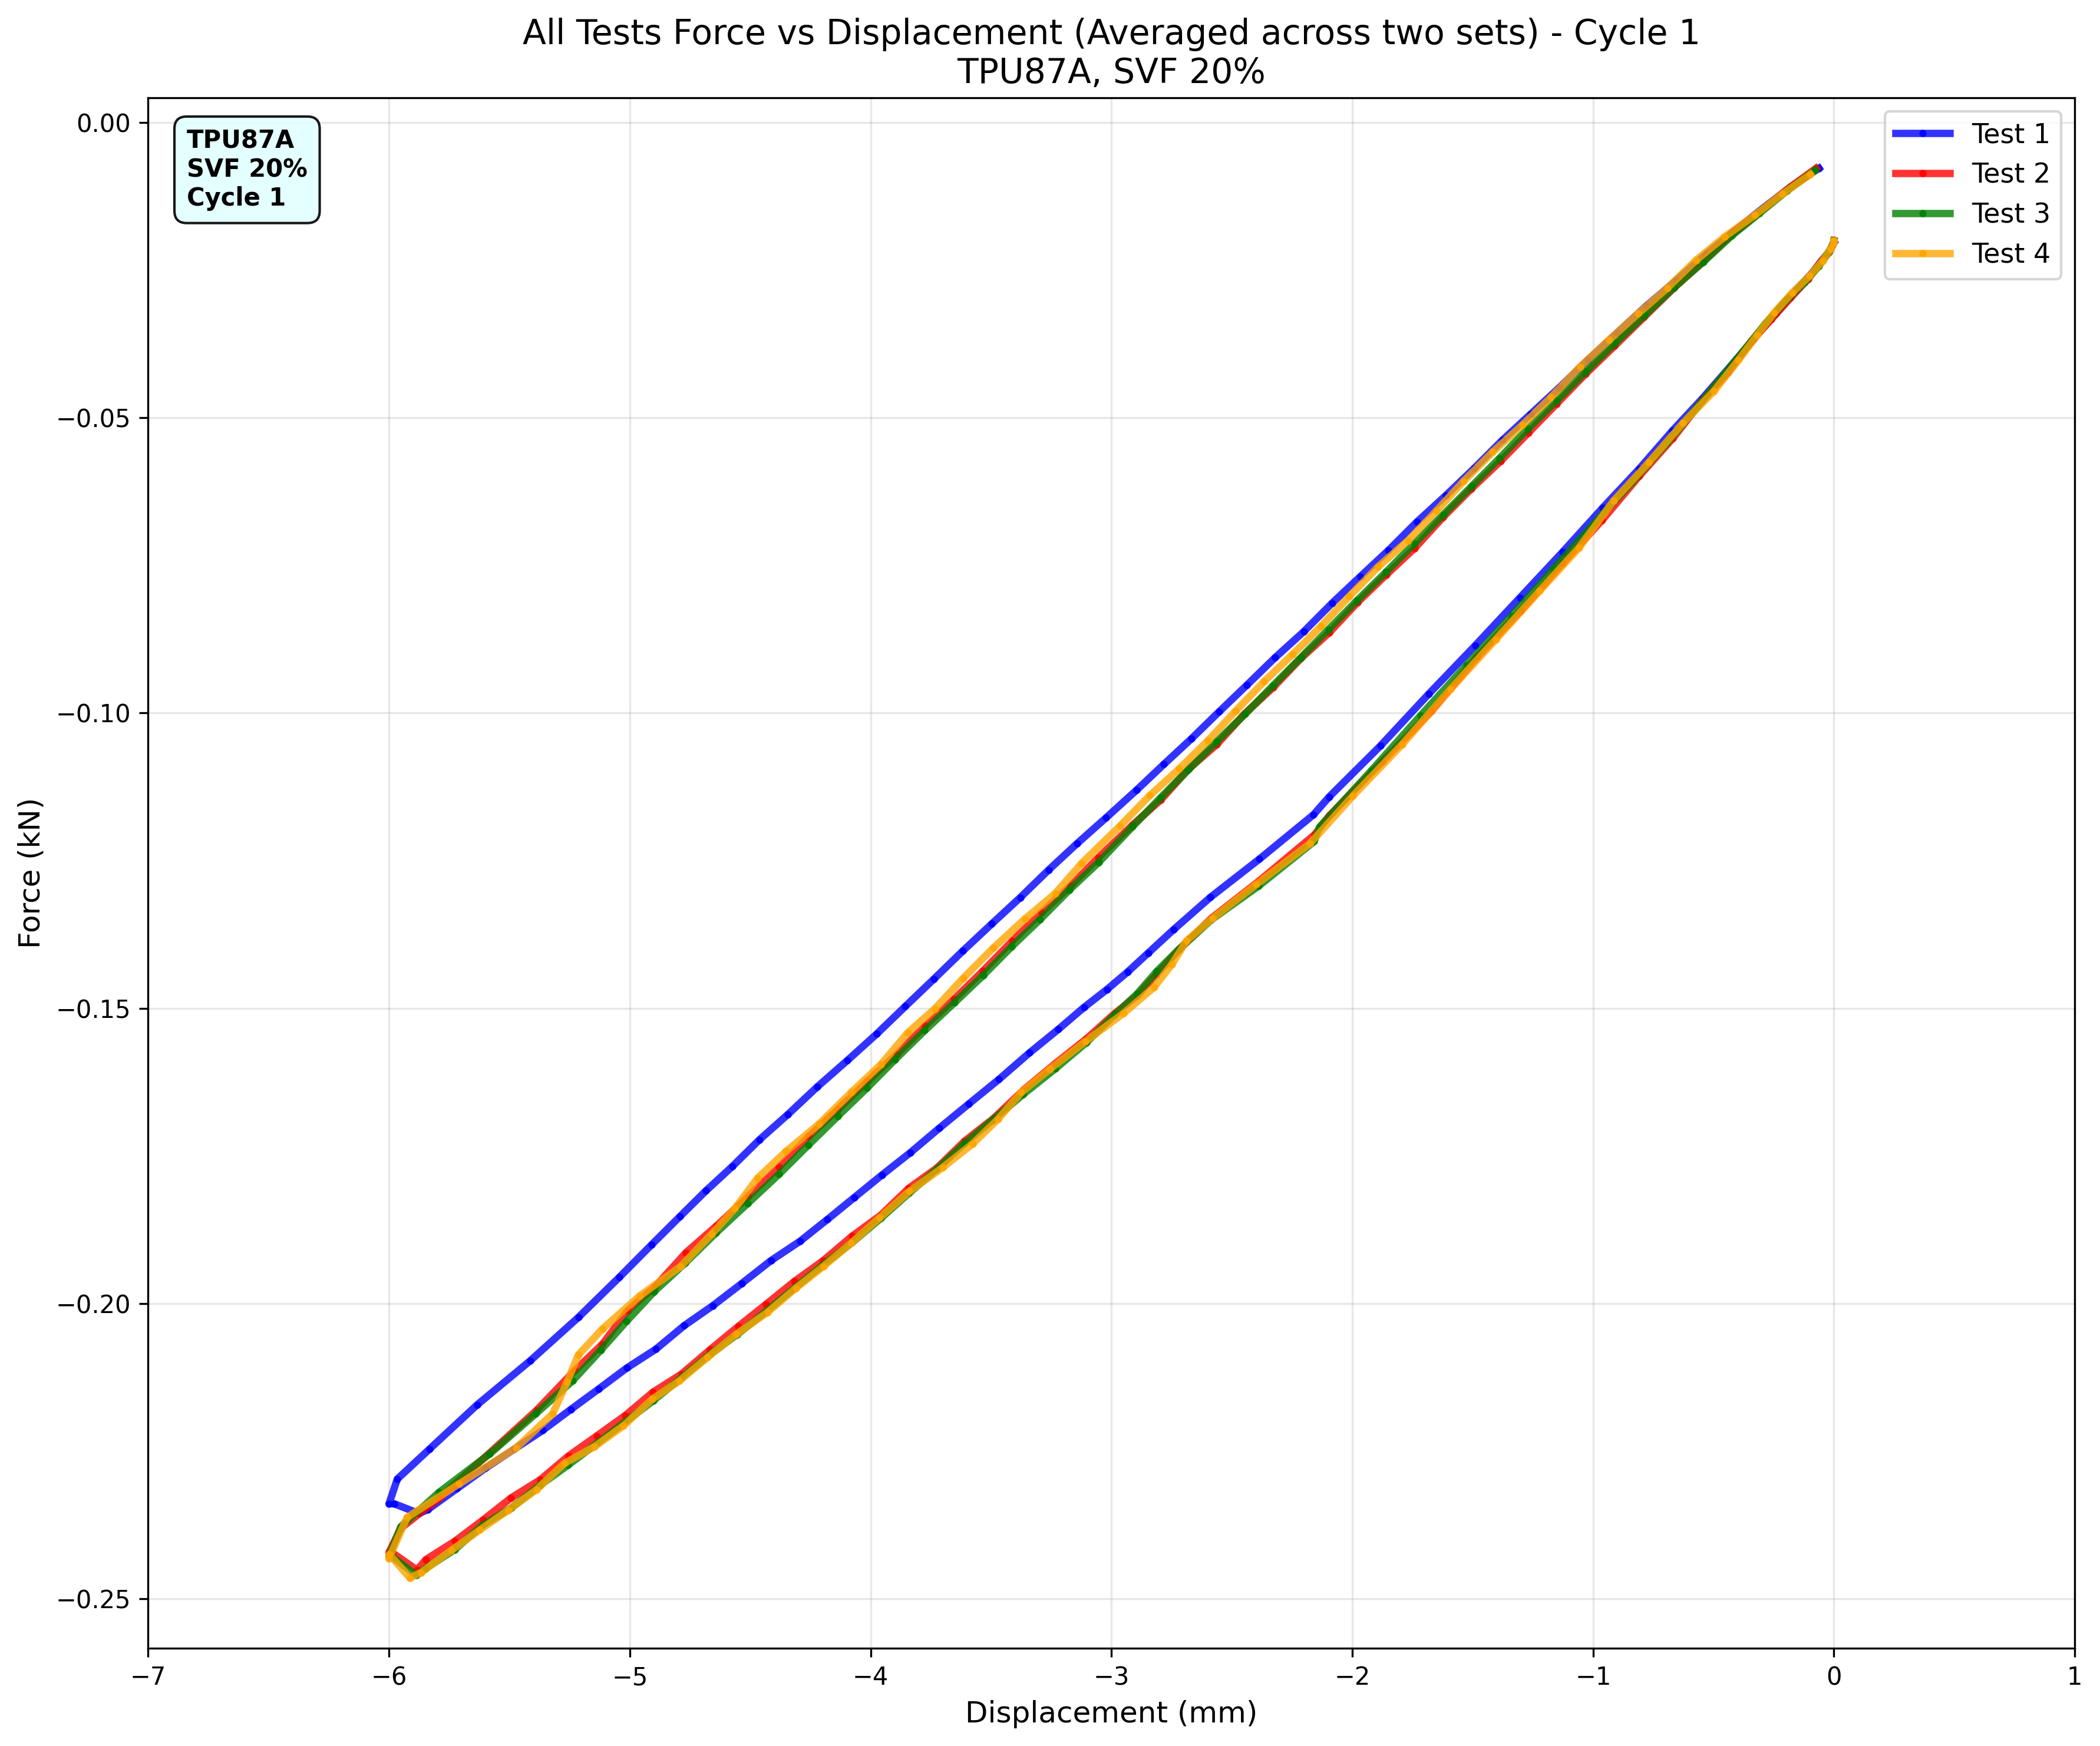 All Tests Force vs Displacement (Averaged across two sets) - Cycle 1
TPU87A, SVF 20%
TPU87A
SVF 20%
Cycle 1
Test 1
Test 2
Test 3
Test 4
0.00
−0.05
−0.10
−0.15
−0.20
−0.25
Force (kN)
−7
−6
−5
−4
−3
−2
−1
0
1
Displacement (mm)